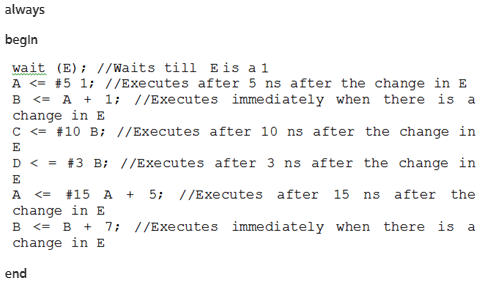 always
begin
wait (E); //Waits till E is a 1
A <= #5 1; //Executes after 5 ns after the change in E
B <= A + 1; //Executes immediately when there is a
change in E
C <= #10 B; //Executes after 10 ns after the change in
E
D < = #3 B; //Executes after 3 ns after the change in
E
A <= #15 A + 5; //Executes after 15 ns after the
change in E
B <= B + 7; //Executes immediately when there is a
change in E
end